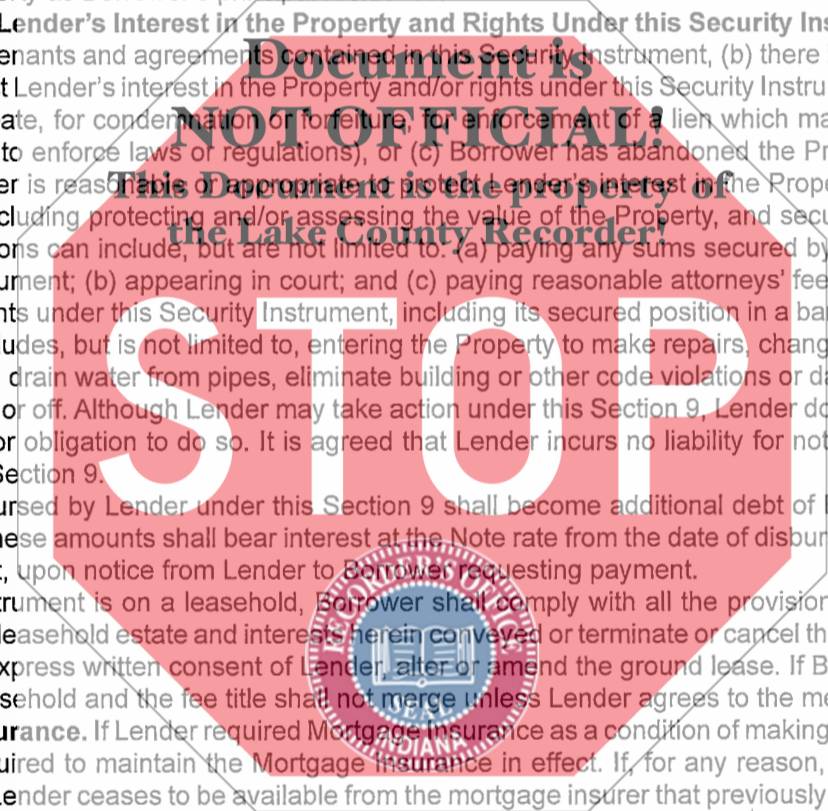 Lender's Interest in the Property and Rights Under this Security Ins
enants and agreements contained in this Security Instrument, (b) there
t Lender's interest in the Property and/or rights under this Security Instru
ate, for condemnation or forfeiture, for enforcement of a lien which ma
to enforce laws or regulations), or (c) Borrower has abandoned the Pr
er is reasonable or appropriate to protect Lender's interest in the Prope
cluding protecting and/or assessing the value of the Property, and secu
ons can include, but are not limited to: (a) paying any sums secured by
ument; (b) appearing in court; and (c) paying reasonable attorneys' fee
nts under this Security Instrument, including its secured position in a ba
ludes, but is not limited to, entering the Property to make repairs, chang
drain water from pipes, eliminate building or other code violations or da
or off. Although Lender may take action under this Section 9, Lender do
or obligation to do so. It is agreed that Lender incurs no liability for not
Section 9.
ursed by Lender under this Section 9 shall become additional debt of
ese amounts shall bear interest at the Note rate from the date of disbur
, upon notice from Lender to Borrower requesting payment.
trument is on a leasehold, Borrower shall comply with all the provision
leasehold estate and interests herein conveyed or terminate or cancel th
xpress written consent of Lender, alter or amend the ground lease. If B
sehold and the fee title shall not merge unless Lender agrees to the me
urance. If Lender required Mortgage Insurance as a condition of making
uired to maintain the Mortgage Insurance in effect. If, for any reason,
ender ceases to be available from the mortgage insurer that previously
Document is
NOT OFFICIAL!
This Document is the property of
the Lake County Recorder!
STOP
RECORDER'S OFFICE
SEAL
INDIANA